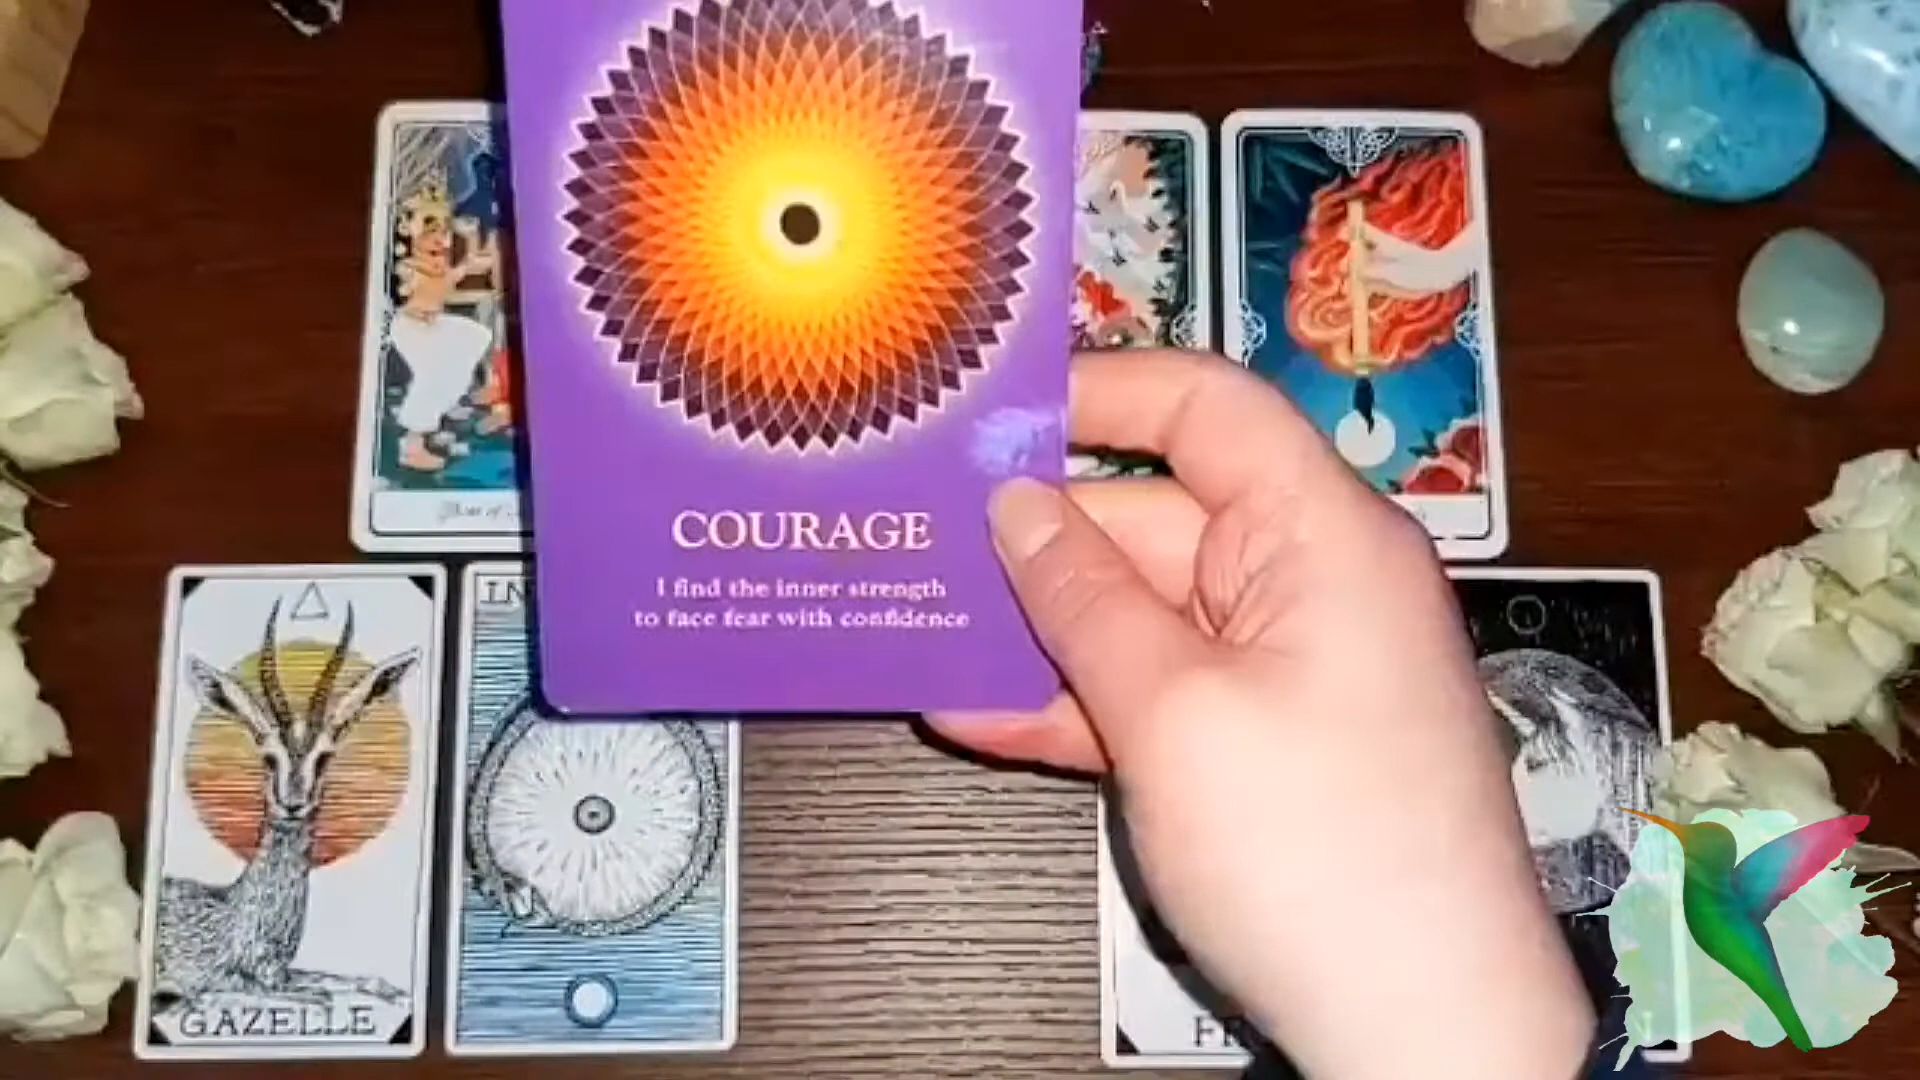 COURAGE
I find the inner strength
to face fear with confidence
GAZELLE